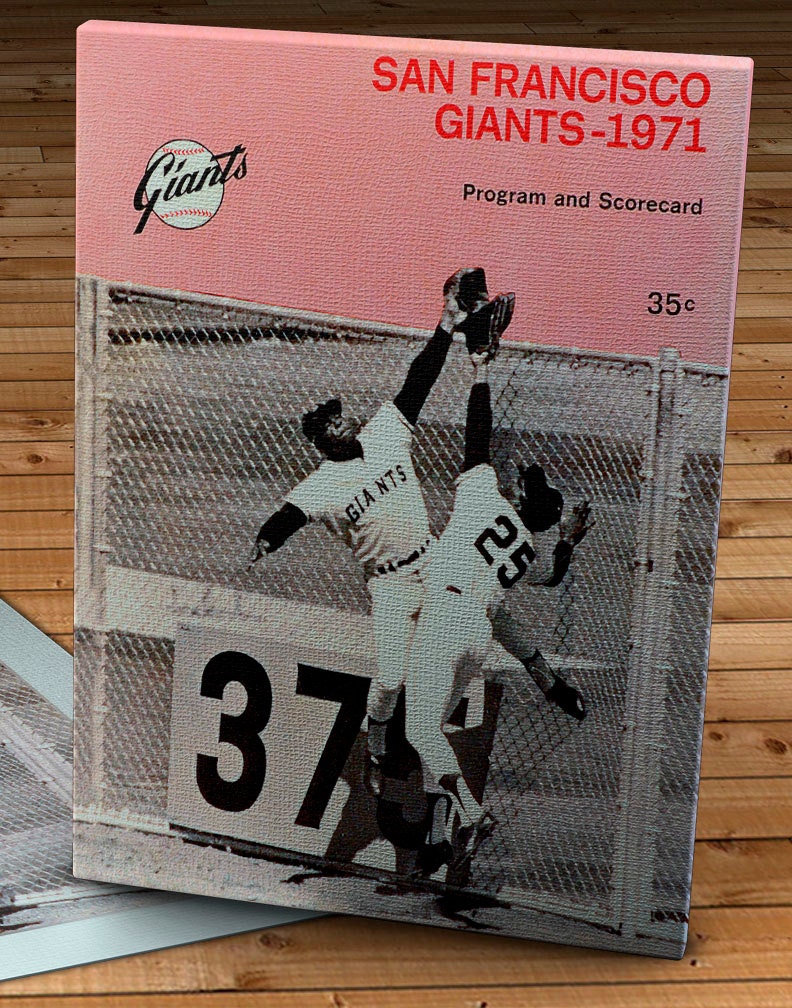 SAN FRANCISCO
GIANTS-1971
Giants
Program and Scorecard
35c
GIANTS
25
37